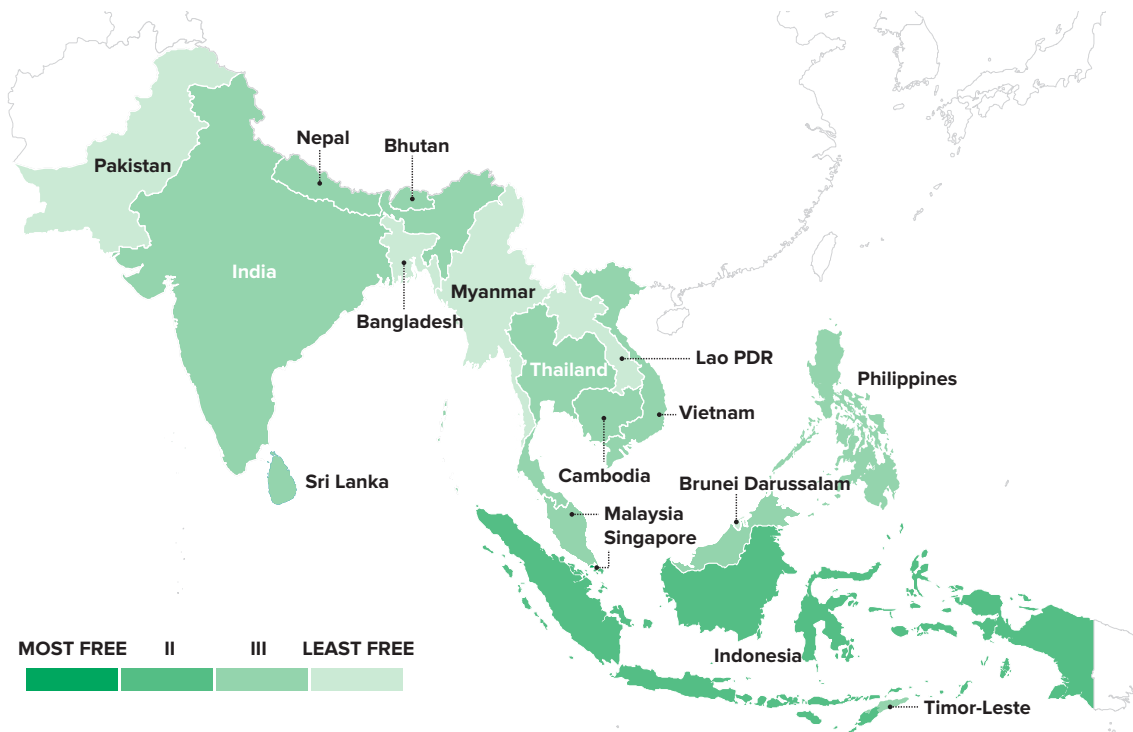 Nepal
Bhutan
Pakistan
India
Myanmar
Bangladesh
Lao PDR
Thailand
Philippines
Vietnam
Cambodia
Sri Lanka
Brunei Darussalam
Malaysia
Singapore
MOST FREE II III LEAST FREE
Indonesia
Timor-Leste